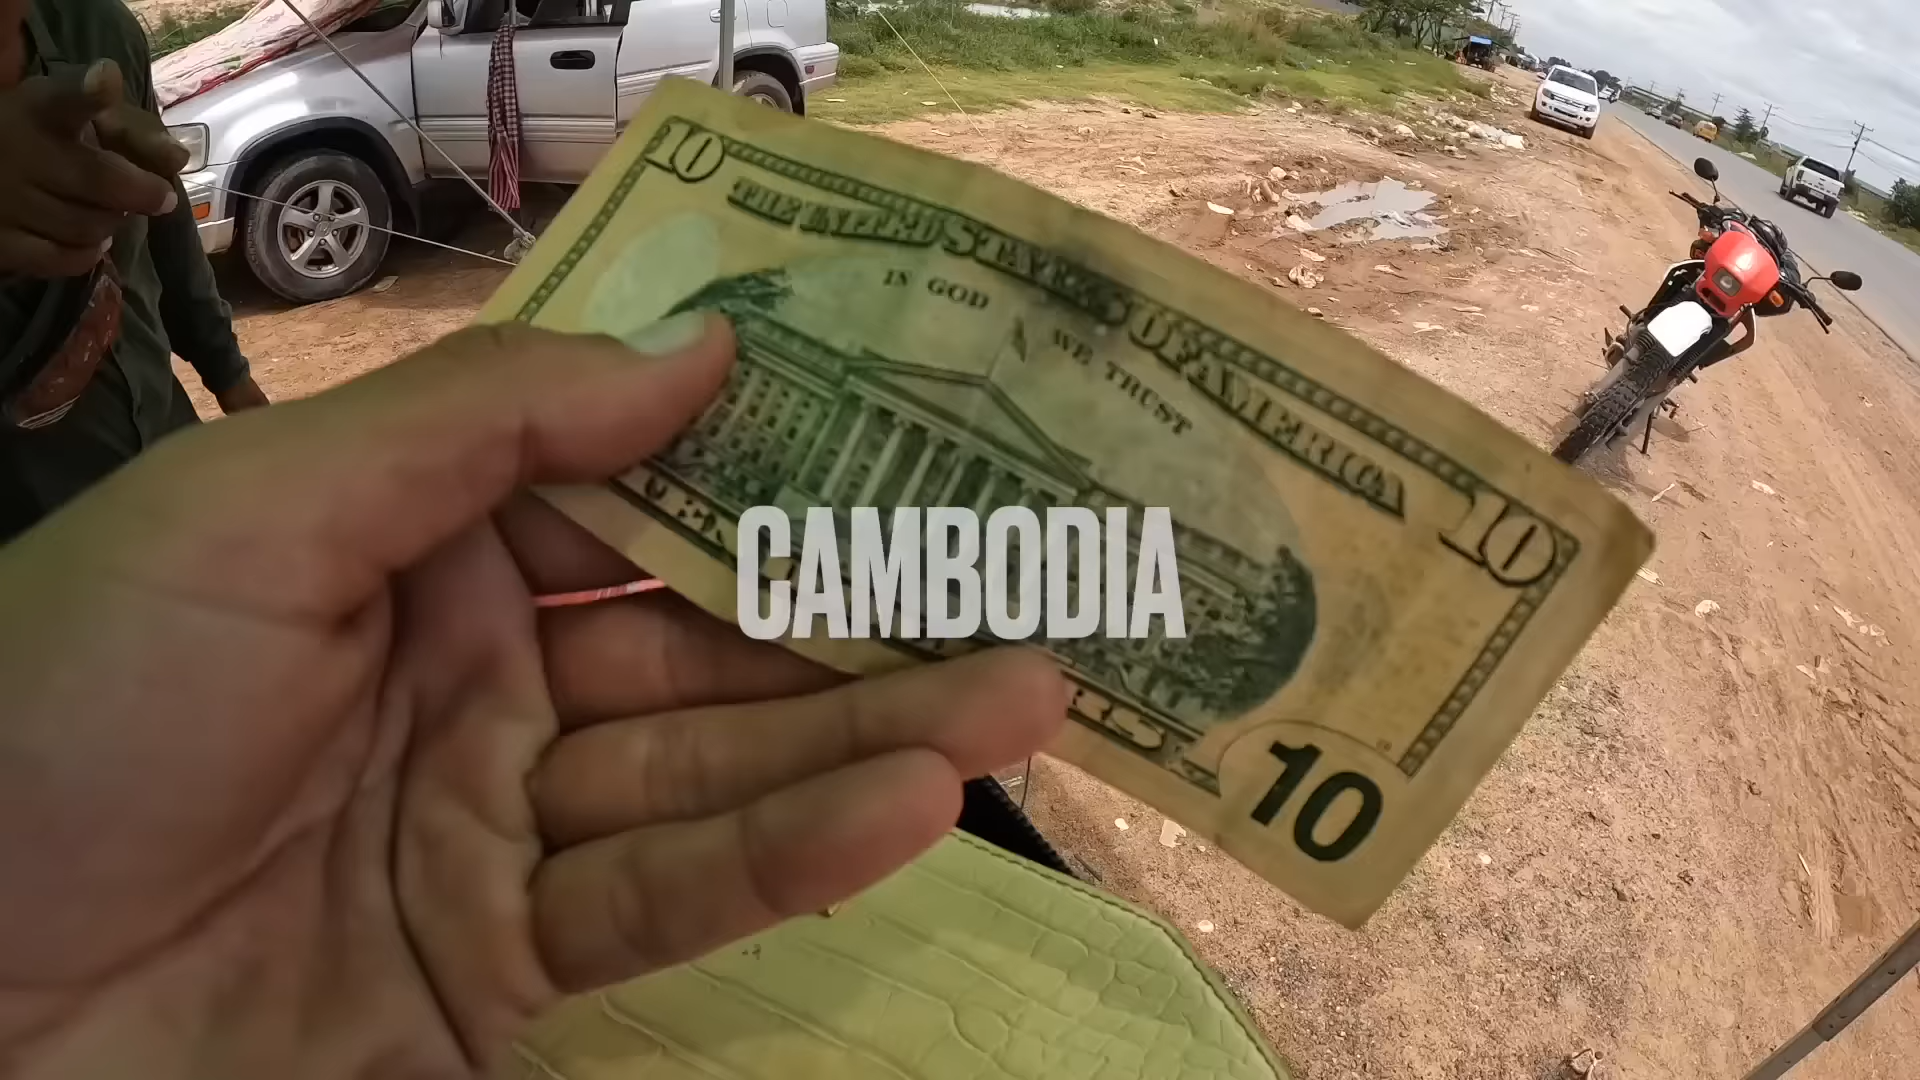 10
THE UNITED STATES OF AMERICA
IN GOD WE TRUST
10
CAMBODIA
10